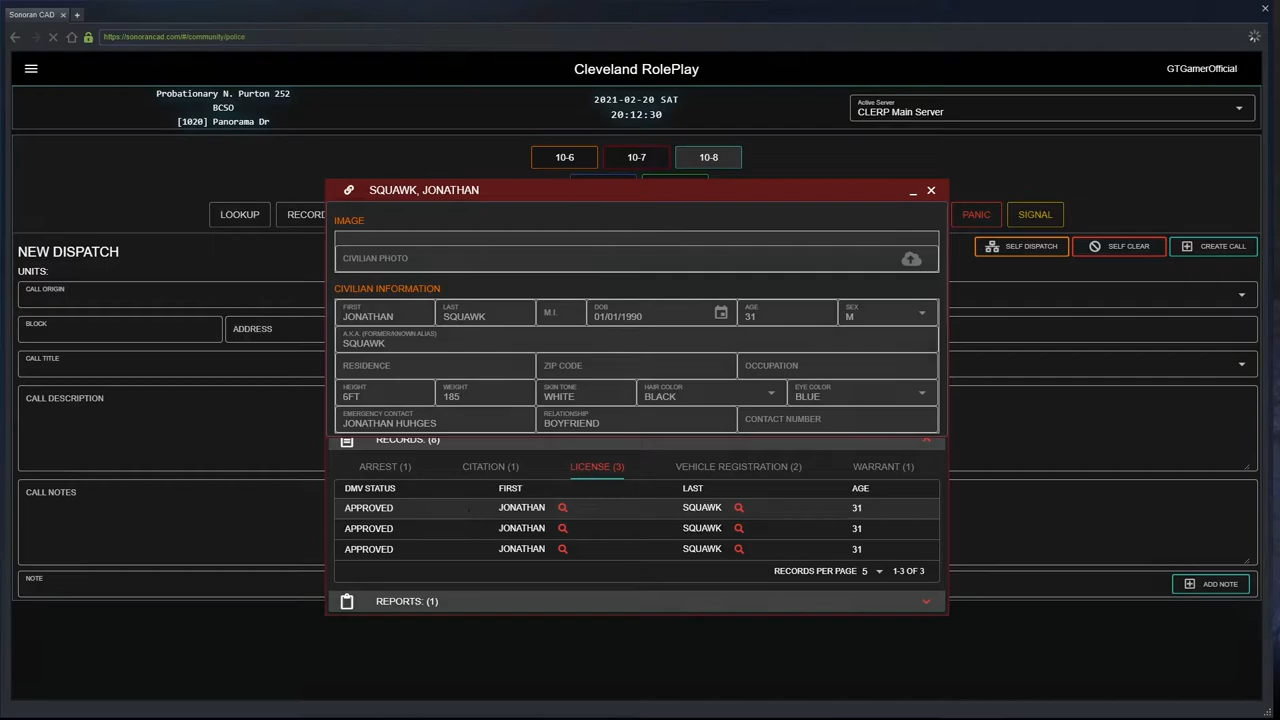 Sonoran CAD
https://sonorancad.com/#/community/police
Cleveland RolePlay
GTGamerOfficial
Probationary N. Purton 252
BCSO
[1020] Panorama Dr
2021-02-20 SAT
20:12:30
Active Server
CLERP Main Server
10-6 10-7 10-8
LOOKUP RECORD PANIC SIGNAL
SQUAWK, JONATHAN
NEW DISPATCH
SELF DISPATCH SELF CLEAR CREATE CALL
UNITS:
CALL ORIGIN
BLOCK
ADDRESS
CALL TITLE
CALL DESCRIPTION
CALL NOTES
NOTE
ADD NOTE
IMAGE
CIVILIAN PHOTO
CIVILIAN INFORMATION
FIRST LAST M.I. DOB AGE SEX
JONATHAN SQUAWK 01/01/1990 31 M
A.K.A. (FORMER/KNOWN ALIAS)
SQUAWK
RESIDENCE ZIP CODE OCCUPATION
HEIGHT WEIGHT SKIN TONE HAIR COLOR EYE COLOR
6FT 185 WHITE BLACK BLUE
EMERGENCY CONTACT RELATIONSHIP CONTACT NUMBER
JONATHAN HUHGES BOYFRIEND
RECORDS: (8)
ARREST (1) CITATION (1) LICENSE (3) VEHICLE REGISTRATION (2) WARRANT (1)
DMV STATUS FIRST LAST AGE
APPROVED JONATHAN SQUAWK 31
APPROVED JONATHAN SQUAWK 31
APPROVED JONATHAN SQUAWK 31
RECORDS PER PAGE 5 1-3 OF 3
REPORTS: (1)